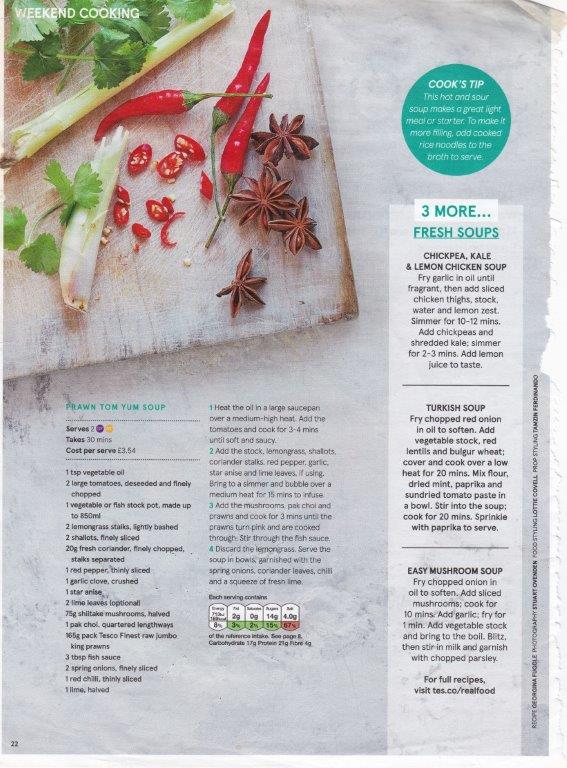 WEEKEND COOKING
COOK'S TIP
This hot and sour
soup makes a great light
meal or starter. To make it
more filling, add cooked
rice noodles to the
broth to serve.
3 MORE...
FRESH SOUPS
CHICKPEA, KALE
& LEMON CHICKEN SOUP
Fry garlic in oil until
fragrant, then add sliced
chicken thighs, stock,
water and lemon zest.
Simmer for 10-12 mins.
Add chickpeas and
shredded kale; simmer
for 2-3 mins. Add lemon
juice to taste.
TURKISH SOUP
Fry chopped red onion
in oil to soften. Add
vegetable stock, red
lentils and bulgur wheat;
cover and cook over a low
heat for 20 mins. Mix flour,
dried mint, paprika and
sundried tomato paste in
a bowl. Stir into the soup;
cook for 20 mins. Sprinkle
with paprika to serve.
EASY MUSHROOM SOUP
Fry chopped onion in
oil to soften. Add sliced
mushrooms; cook for
10 mins. Add garlic; fry for
1 min. Add vegetable stock
and bring to the boil. Blitz,
then stir in milk and garnish
with chopped parsley.
For full recipes,
visit tes.co/realfood
PRAWN TOM YUM SOUP
Serves 2
Takes 30 mins
Cost per serve £3.54
1 tsp vegetable oil
2 large tomatoes, deseeded and finely
chopped
1 vegetable or fish stock pot, made up
to 850ml
2 lemongrass stalks, lightly bashed
2 shallots, finely sliced
20g fresh coriander, finely chopped,
stalks separated
1 red pepper, thinly sliced
1 garlic clove, crushed
1 star anise
2 lime leaves (optional)
75g shiitake mushrooms, halved
1 pak choi, quartered lengthways
165g pack Tesco Finest raw jumbo
king prawns
3 tbsp fish sauce
2 spring onions, finely sliced
1 red chilli, thinly sliced
1 lime, halved
1 Heat the oil in a large saucepan
over a medium-high heat. Add the
tomatoes and cook for 3-4 mins
until soft and saucy.
2 Add the stock, lemongrass, shallots,
coriander stalks, red pepper, garlic,
star anise and lime leaves, if using.
Bring to a simmer and bubble over a
medium heat for 15 mins to infuse.
3 Add the mushrooms, pak choi and
prawns and cook for 3 mins until the
prawns turn pink and are cooked
through. Stir through the fish sauce.
4 Discard the lemongrass. Serve the
soup in bowls, garnished with the
spring onions, coriander leaves, chilli
and a squeeze of fresh lime.
Each serving contains
Energy Fat Saturates Sugars Salt
2g 0g 14g 4.0g
8% 3% 2% 15% 67%
of the reference intake. See page 8.
Carbohydrate 17g Protein 21g Fibre 4g
RECIPE GEORGINA FUGGLE PHOTOGRAPHY STUART OVENDEN FOOD STYLING LOTTIE COVELL PROP STYLING TAMZIN FERDINANDO
22